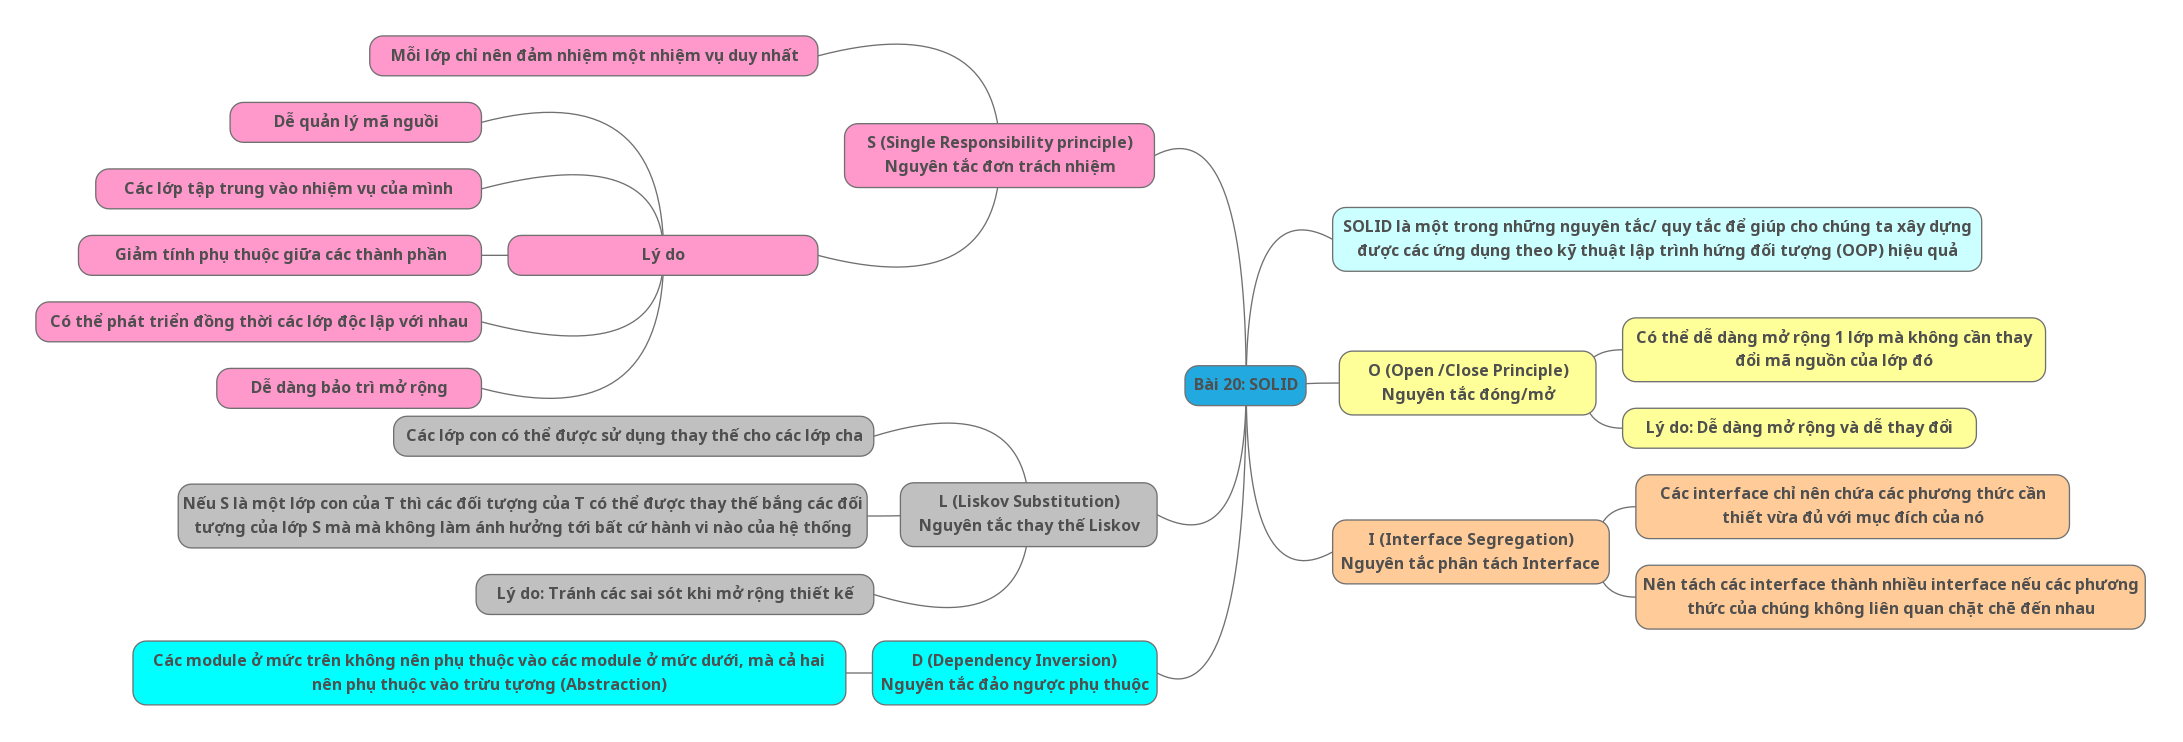 Mỗi lớp chỉ nên đảm nhiệm một nhiệm vụ duy nhất
Dễ quản lý mã nguồi
Các lớp tập trung vào nhiệm vụ của mình
Giảm tính phụ thuộc giữa các thành phần
Có thể phát triển đồng thời các lớp độc lập với nhau
Dễ dàng bảo trì mở rộng
Lý do
S (Single Responsibility principle)
Nguyên tắc đơn trách nhiệm
Các lớp con có thể được sử dụng thay thế cho các lớp cha
Nếu S là một lớp con của T thì các đối tượng của T có thể được thay thế bằng các đối
tượng của lớp S mà mà không làm ánh hưởng tới bất cứ hành vi nào của hệ thống
Lý do: Tránh các sai sót khi mở rộng thiết kế
L (Liskov Substitution)
Nguyên tắc thay thế Liskov
Các module ở mức trên không nên phụ thuộc vào các module ở mức dưới, mà cả hai
nên phụ thuộc vào trừu tựơng (Abstraction)
D (Dependency Inversion)
Nguyên tắc đảo ngược phụ thuộc
Bài 20: SOLID
SOLID là một trong những nguyên tắc/ quy tắc để giúp cho chúng ta xây dựng
được các ứng dụng theo kỹ thuật lập trình hứng đối tượng (OOP) hiệu quả
O (Open /Close Principle)
Nguyên tắc đóng/mở
Có thể dễ dàng mở rộng 1 lớp mà không cần thay
đổi mã nguồn của lớp đó
Lý do: Dễ dàng mở rộng và dễ thay đổi
I (Interface Segregation)
Nguyên tắc phân tách Interface
Các interface chỉ nên chứa các phương thức cần
thiết vừa đủ với mục đích của nó
Nên tách các interface thành nhiều interface nếu các phương
thức của chúng không liên quan chặt chẽ đến nhau